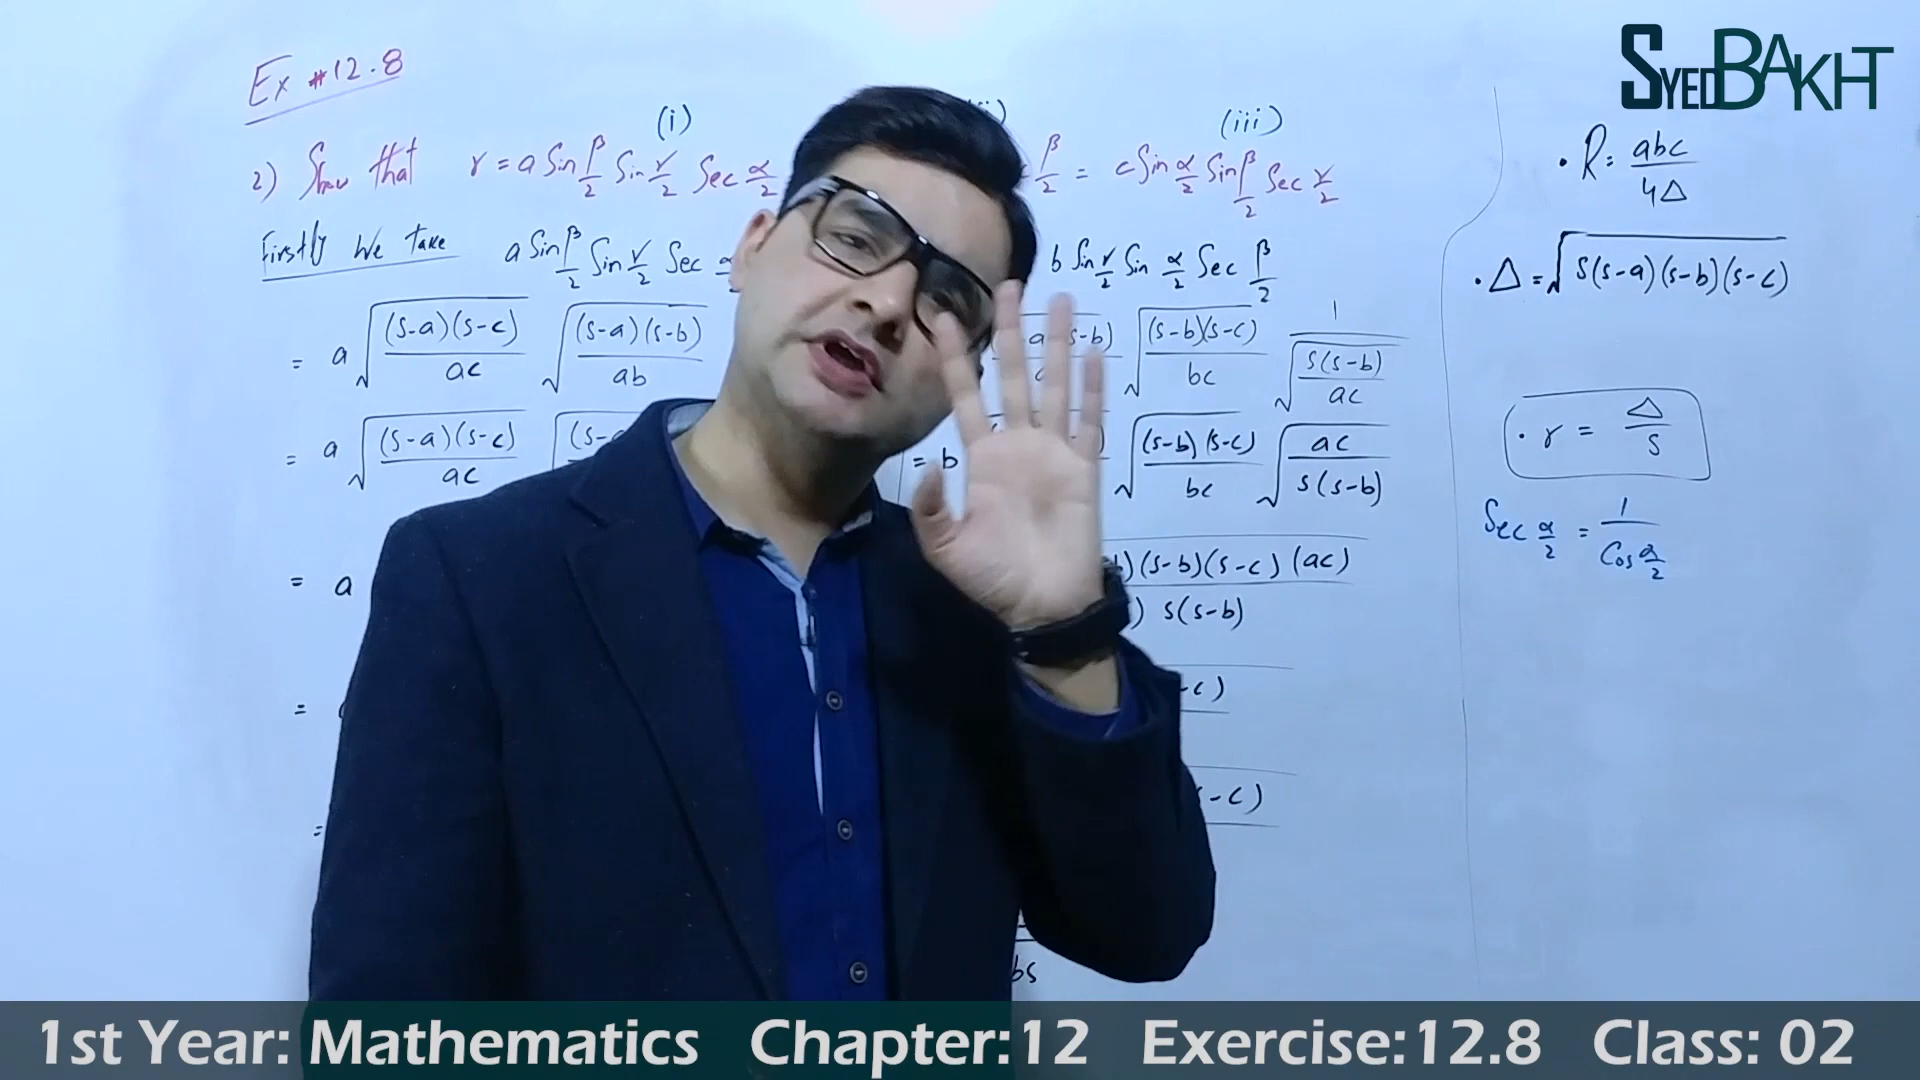 SYED BAKHT
Ex # 12.8
(i)
(iii)
2) Show that r = a Sin β/2 Sin γ/2 Sec α/2
β/2 = c Sin α/2 Sin β/2 Sec γ/2
Firstly We Take a Sin β/2 Sin γ/2 Sec
b Sin γ/2 Sin α/2 Sec β/2
= a √((s-a)(s-c)/ac) √((s-a)(s-b)/ab)
s-b) √((s-b)(s-c)/bc) 1/√(s(s-b)/ac)
= a √((s-a)(s-c)/ac) √((s-
= b √((s-b)(s-c)/bc) √(ac/s(s-b))
= a
)(s-b)(s-c)(ac)
) s(s-b)
=
-c)
=
-c)
bs
• R = abc/4Δ
• Δ = √(s(s-a)(s-b)(s-c))
• r = Δ/s
Sec α/2 = 1/Cos α/2
1st Year: Mathematics Chapter:12 Exercise:12.8 Class: 02